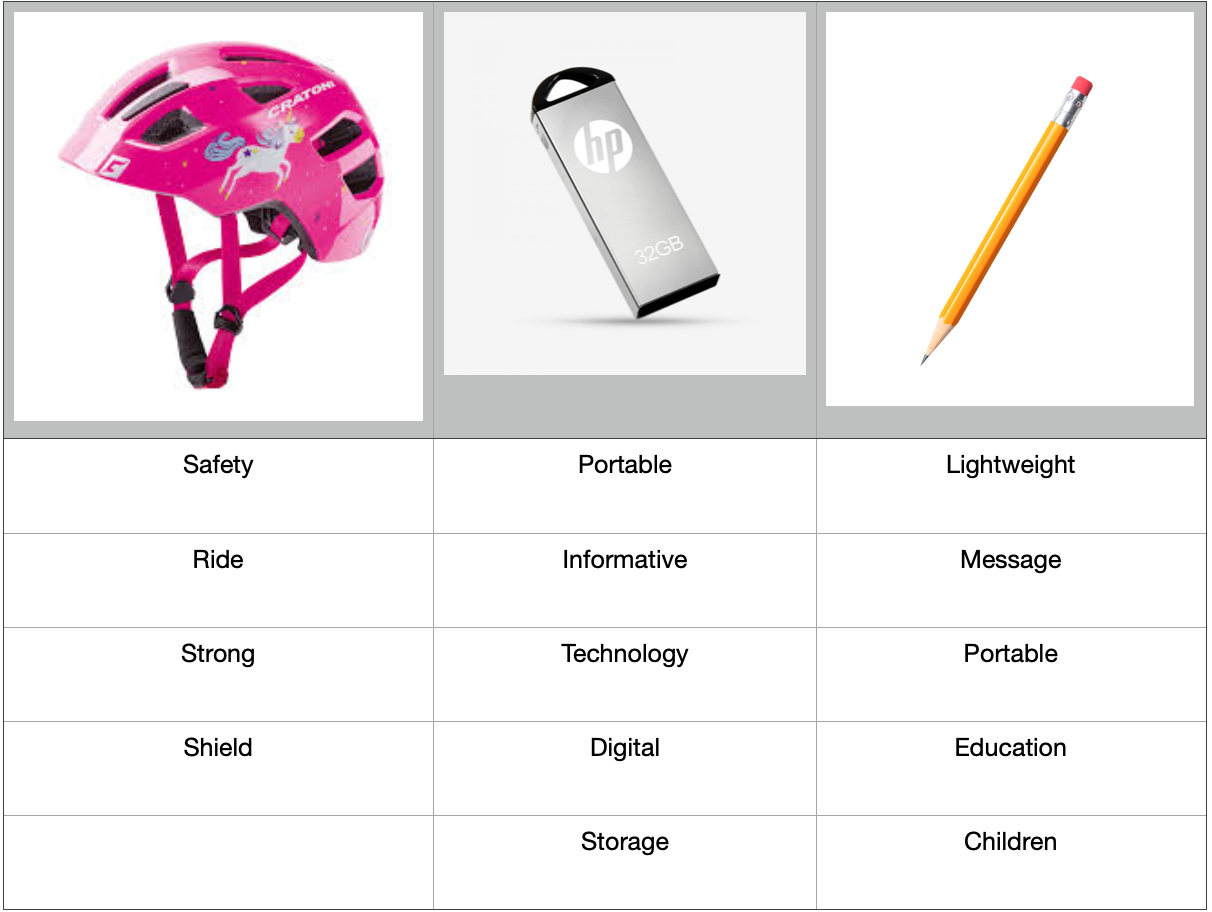 CRATONI
G
hp
32GB
Safety Portable Lightweight
Ride Informative Message
Strong Technology Portable
Shield Digital Education
Storage Children